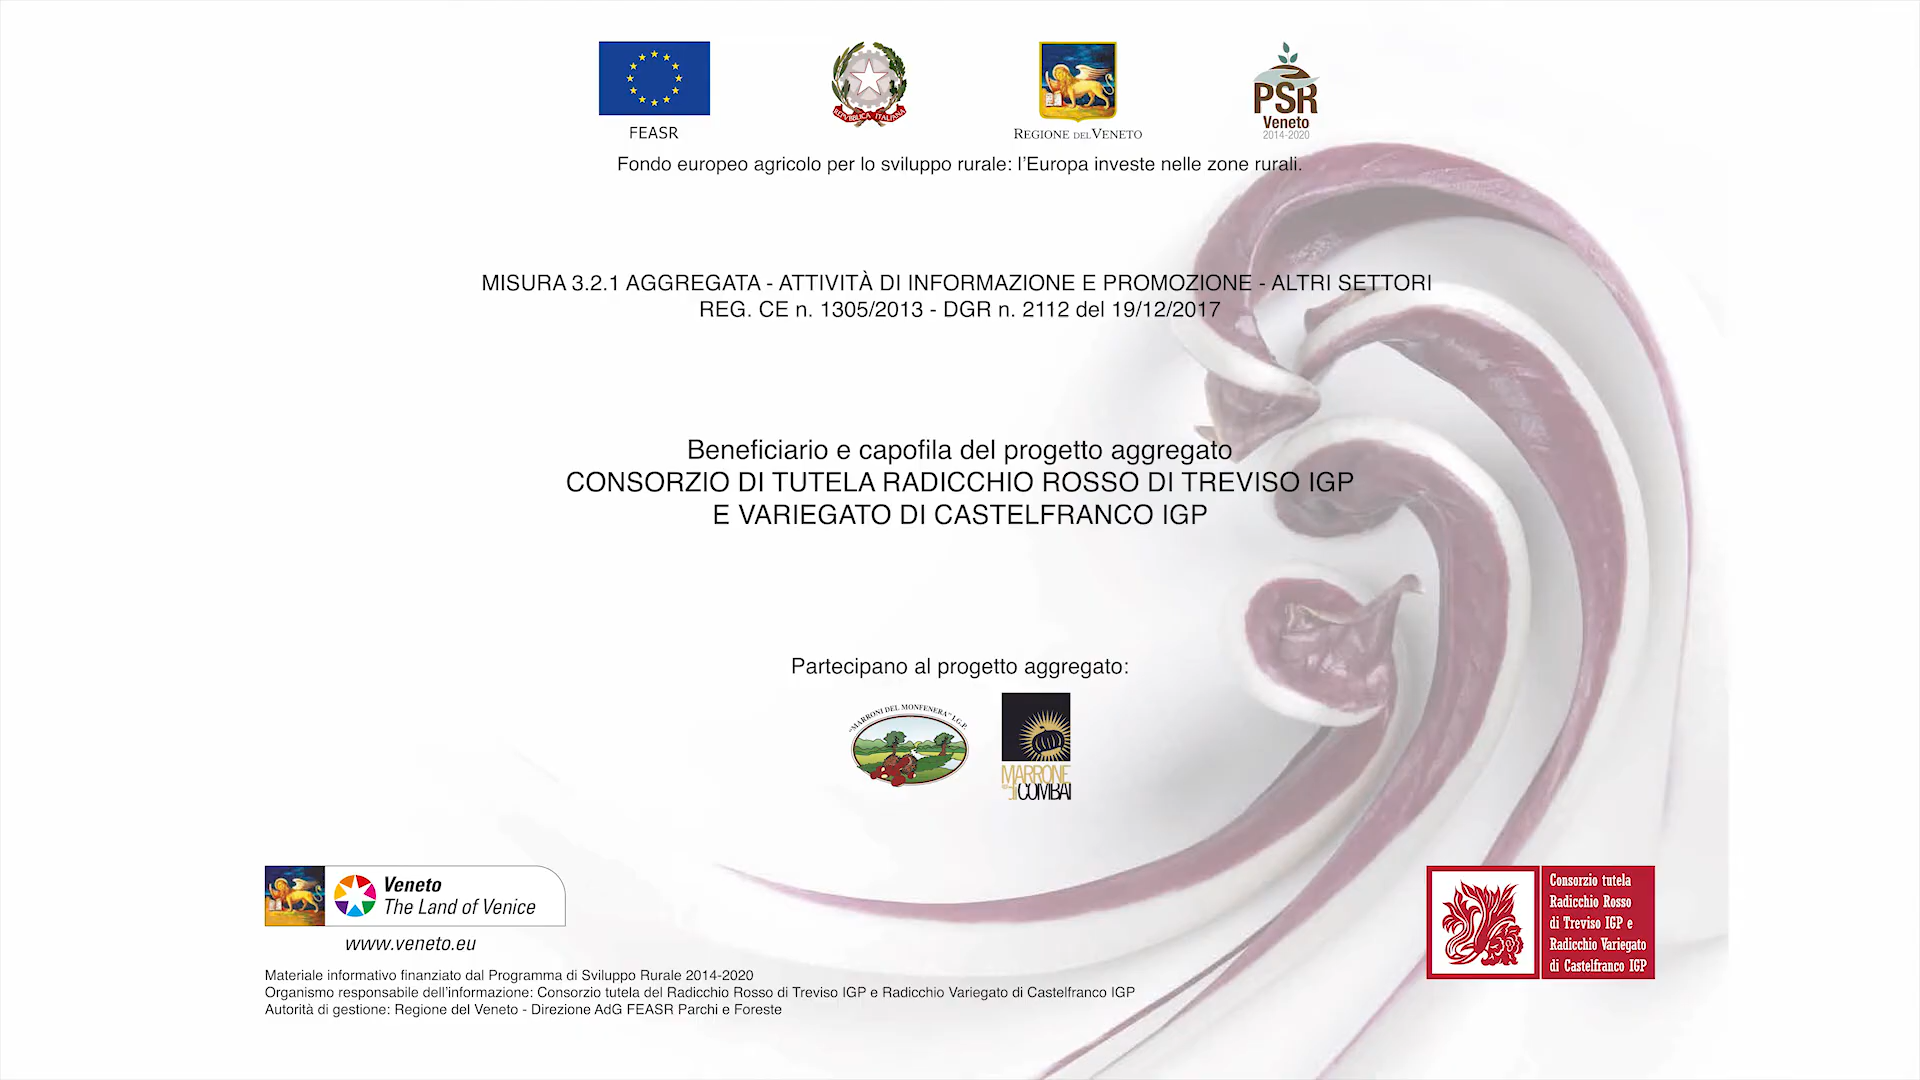 FEASR
REPVBBLICA ITALIANA
REGIONE DEL VENETO
PSR
Veneto
2014-2020
Fondo europeo agricolo per lo sviluppo rurale: l'Europa investe nelle zone rurali.
MISURA 3.2.1 AGGREGATA - ATTIVITÀ DI INFORMAZIONE E PROMOZIONE - ALTRI SETTORI
REG. CE n. 1305/2013 - DGR n. 2112 del 19/12/2017
Beneficiario e capofila del progetto aggregato
CONSORZIO DI TUTELA RADICCHIO ROSSO DI TREVISO IGP
E VARIEGATO DI CASTELFRANCO IGP
Partecipano al progetto aggregato:
"MARRONI DEL MONFENERA" I.G.P.
MARRONE
di COMBAI
Veneto
The Land of Venice
www.veneto.eu
Materiale informativo finanziato dal Programma di Sviluppo Rurale 2014-2020
Organismo responsabile dell'informazione: Consorzio tutela del Radicchio Rosso di Treviso IGP e Radicchio Variegato di Castelfranco IGP
Autorità di gestione: Regione del Veneto - Direzione AdG FEASR Parchi e Foreste
Consorzio tutela
Radicchio Rosso
di Treviso IGP e
Radicchio Variegato
di Castelfranco IGP